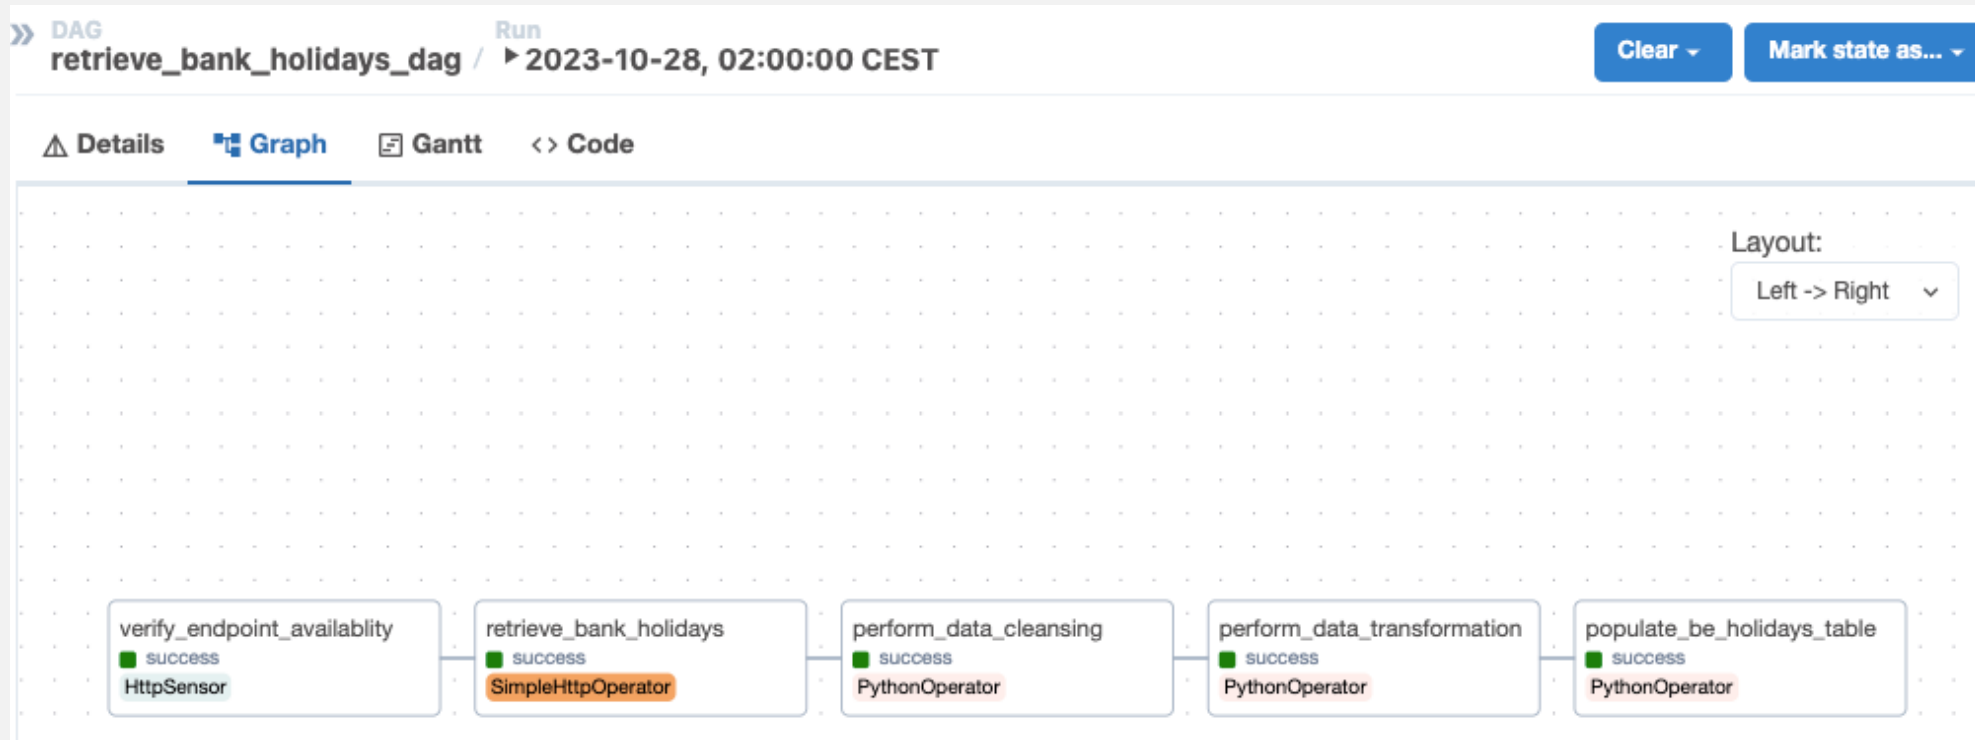 DAG
retrieve_bank_holidays_dag
/
Run
2023-10-28, 02:00:00 CEST
Clear
Mark state as...
Details
Graph
Gantt
<> Code
Layout:
Left -> Right
verify_endpoint_availablity
success
HttpSensor
retrieve_bank_holidays
success
SimpleHttpOperator
perform_data_cleansing
success
PythonOperator
perform_data_transformation
success
PythonOperator
populate_be_holidays_table
success
PythonOperator